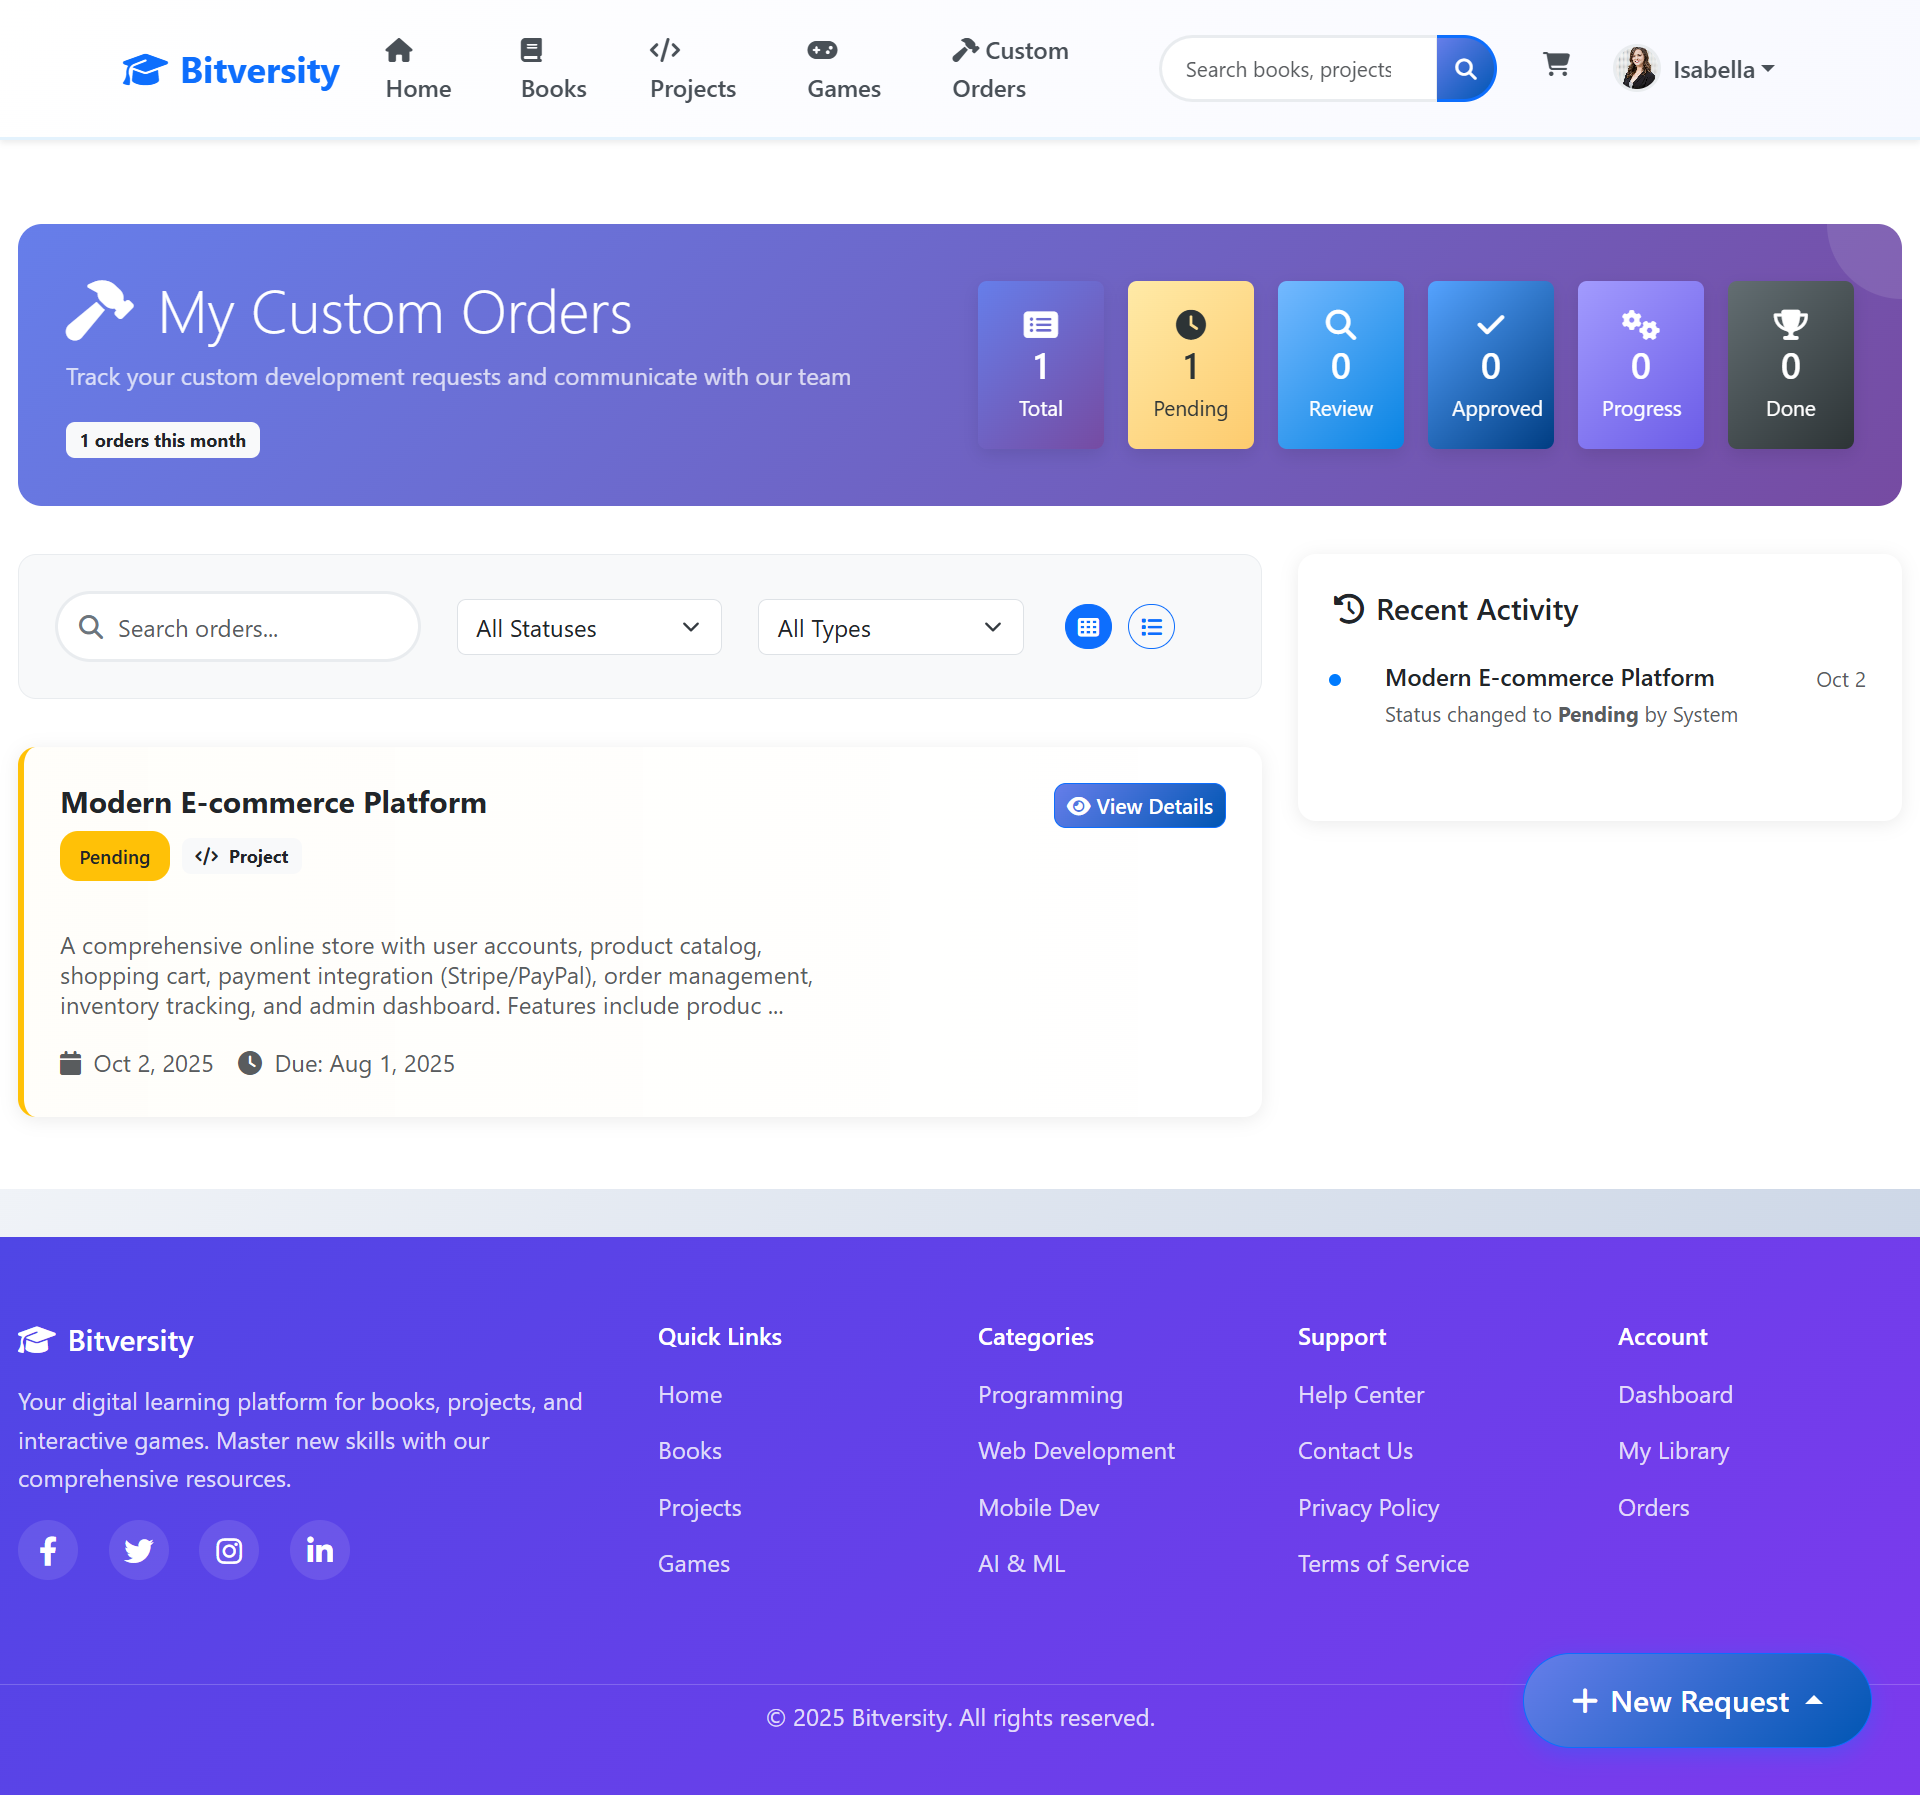 Bitversity
Home
Books
Projects
Games
Custom
Orders
Search books, projects
Isabella
My Custom Orders
Track your custom development requests and communicate with our team
1 orders this month
1
Total
1
Pending
0
Review
0
Approved
0
Progress
0
Done
Search orders...
All Statuses
All Types
Modern E-commerce Platform
View Details
Pending
Project
A comprehensive online store with user accounts, product catalog,
shopping cart, payment integration (Stripe/PayPal), order management,
inventory tracking, and admin dashboard. Features include produc ...
Oct 2, 2025
Due: Aug 1, 2025
Recent Activity
Modern E-commerce Platform
Oct 2
Status changed to Pending by System
Bitversity
Your digital learning platform for books, projects, and
interactive games. Master new skills with our
comprehensive resources.
Quick Links
Home
Books
Projects
Games
Categories
Programming
Web Development
Mobile Dev
AI & ML
Support
Help Center
Contact Us
Privacy Policy
Terms of Service
Account
Dashboard
My Library
Orders
New Request
© 2025 Bitversity. All rights reserved.